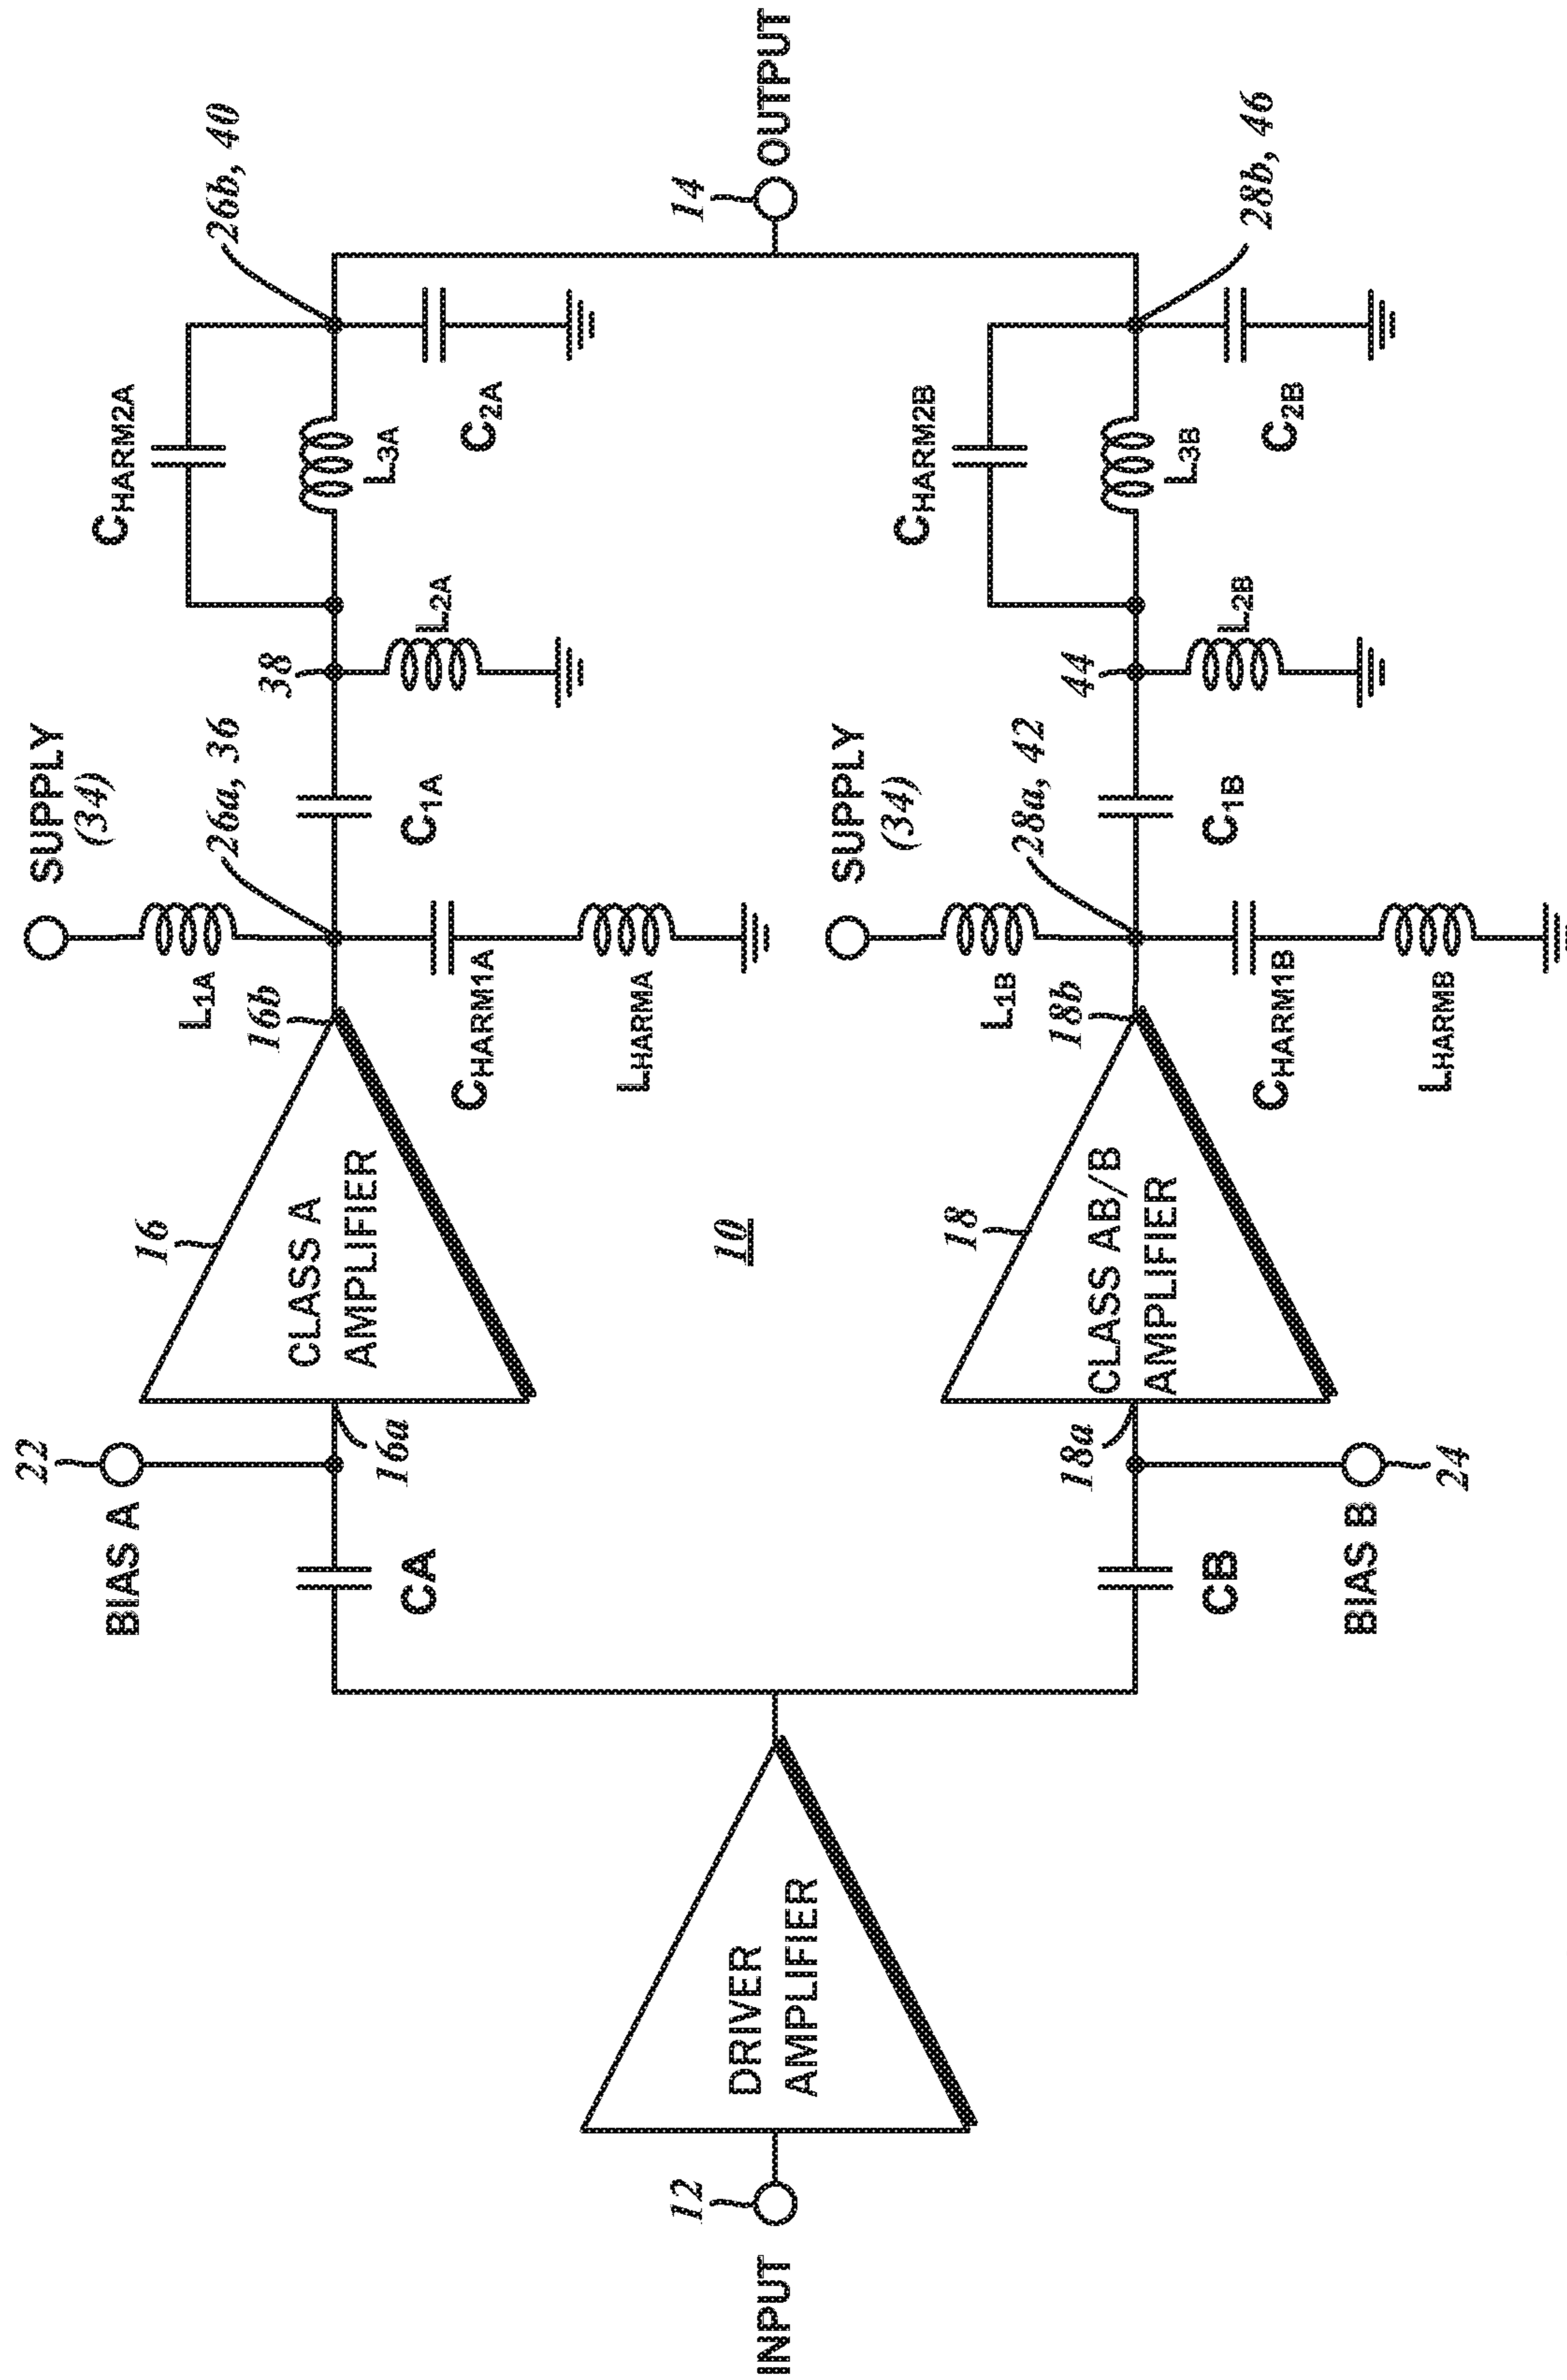 SUPPLY
(34)
26b, 40
CHARM2A
L1A
26a, 36
38
L3A
22
BIAS A
16
16b
C1A
L2A
C2A
CLASS A
AMPLIFIER
CHARM1A
16a
CA
LHARMA
INPUT
12
DRIVER
AMPLIFIER
10
14
OUTPUT
SUPPLY
(34)
CHARM2B
L1B
28a, 42
44
L3B
28b, 46
18
18b
C1B
L2B
C2B
CLASS AB/B
AMPLIFIER
CHARM1B
18a
CB
LHARMB
BIAS B
24